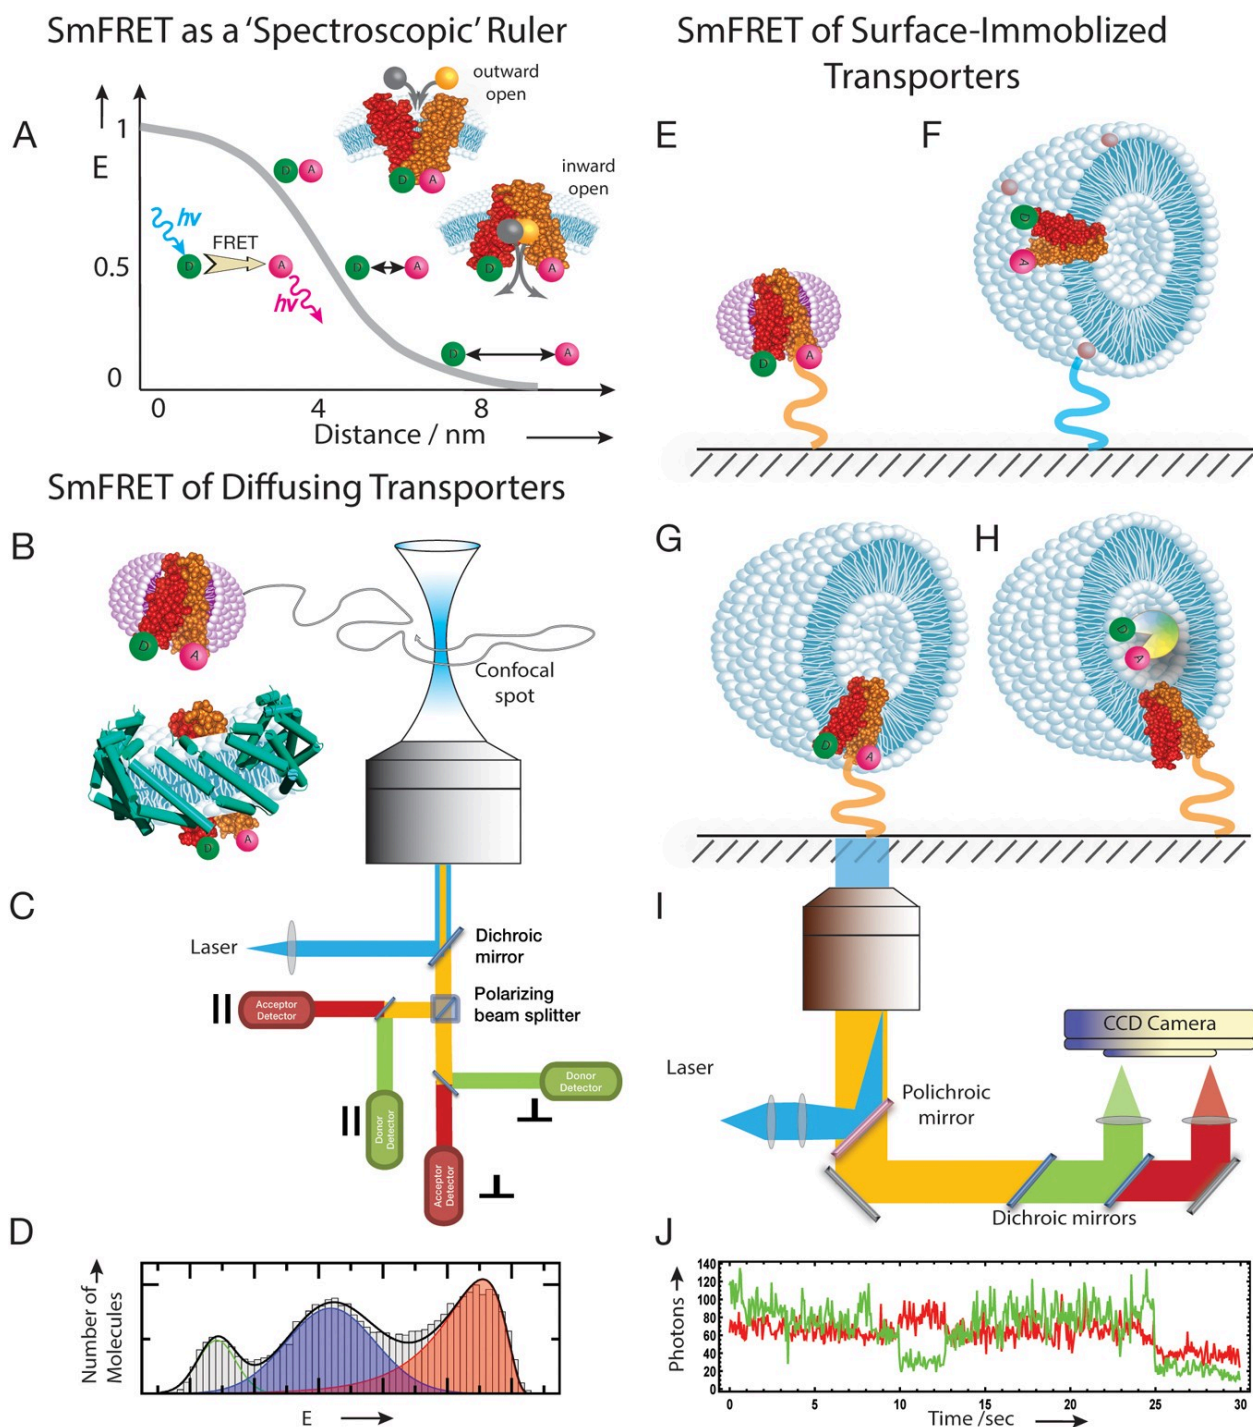 SmFRET as a ‘Spectroscopic’ Ruler
A
1
E
0.5
0
hν
D
FRET
A
hν
D
A
D
A
D
A
outward
open
D
A
inward
open
D
A
0
4
8
Distance / nm
SmFRET of Diffusing Transporters
B
D
A
D
A
Confocal
spot
C
Laser
Dichroic
mirror
Polarizing
beam splitter
Acceptor
Detector
Donor
Detector
Donor
Detector
Acceptor
Detector
D
Number of
Molecules
E
SmFRET of Surface-Immoblized
Transporters
E
D
A
F
D
A
G
D
A
H
D
A
I
Laser
Polichroic
mirror
CCD Camera
Dichroic mirrors
J
Photons
140
120
100
80
60
40
20
0
0
5
10
15
20
25
30
Time /sec